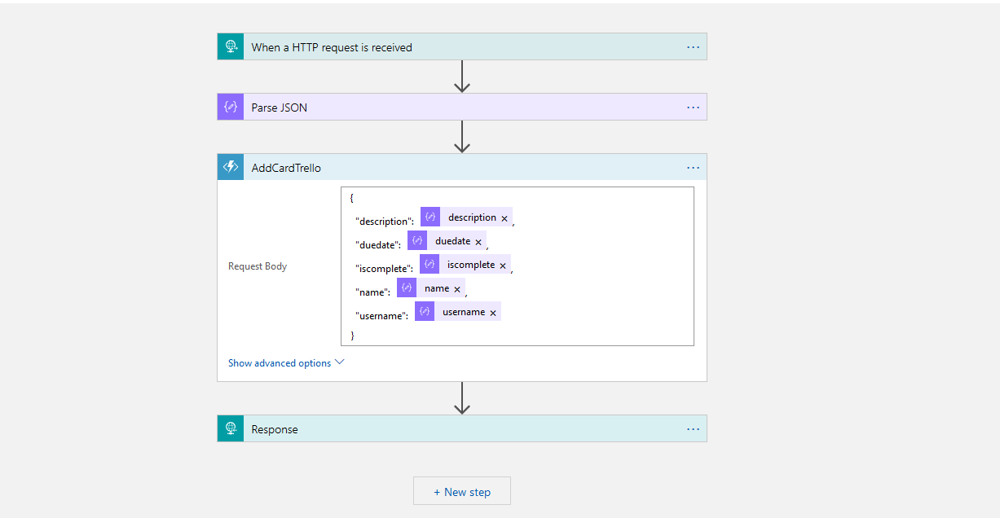 When a HTTP request is received
Parse JSON
AddCardTrello
Request Body
{
"description": description ×,
"duedate": duedate ×,
"iscomplete": iscomplete ×,
"name": name ×,
"username": username ×
}
Show advanced options
Response
+ New step